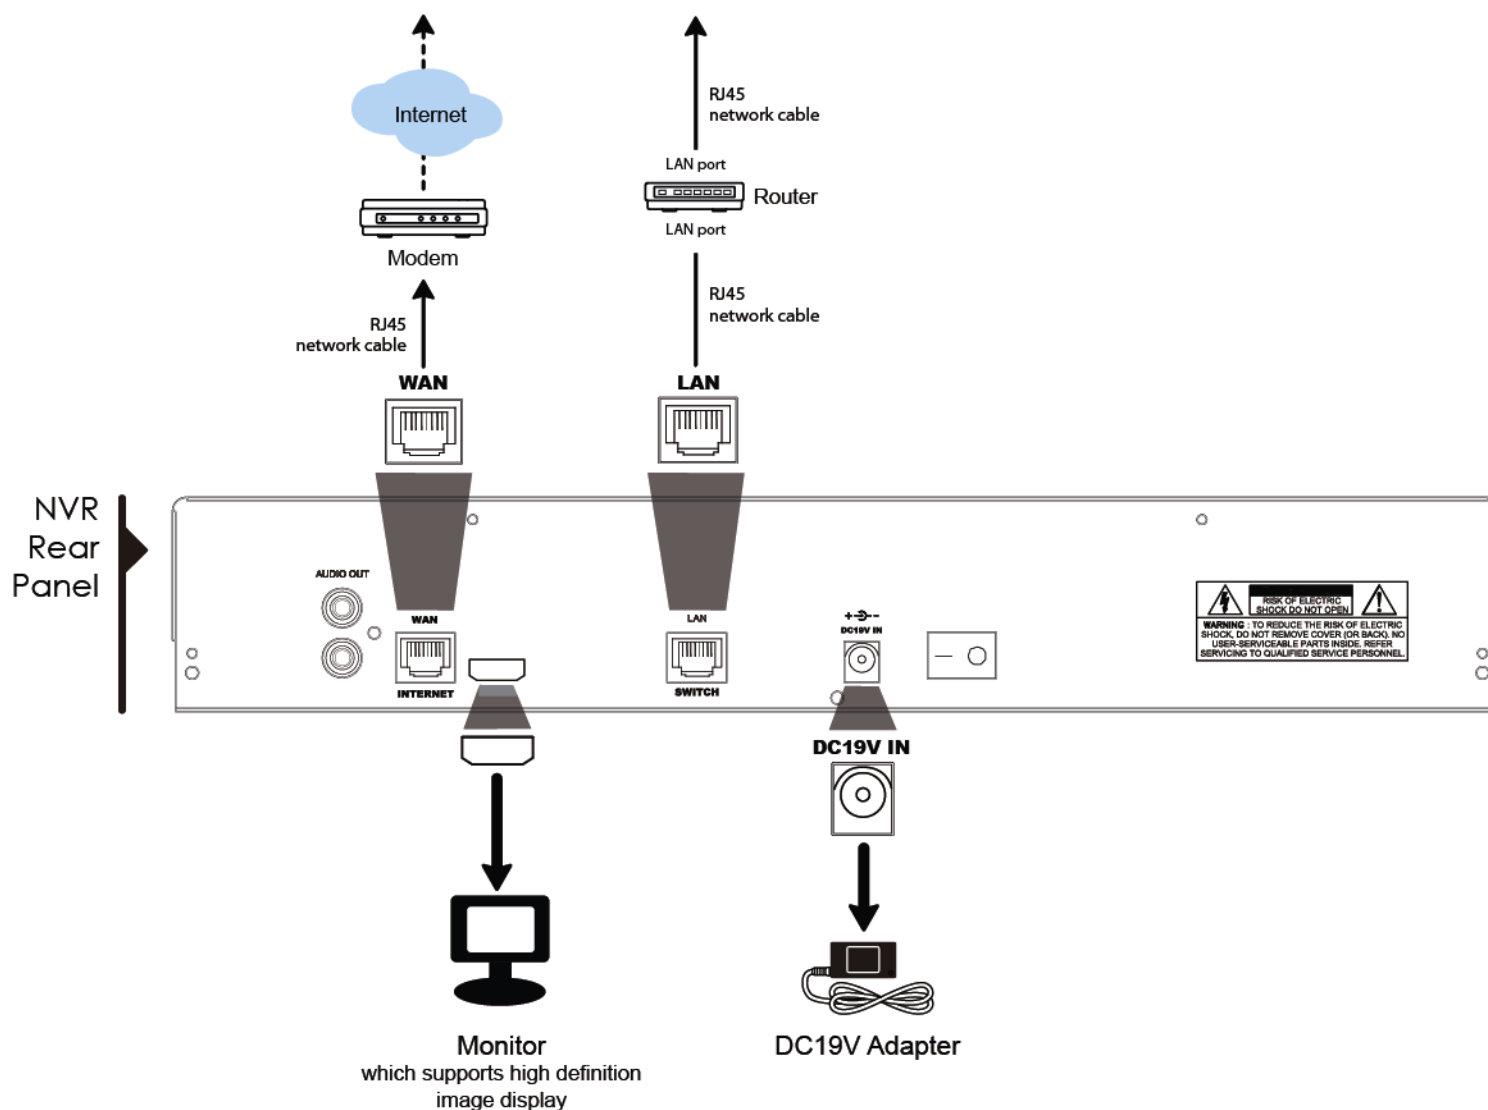 Internet
Modem
RJ45
network cable
WAN
RJ45
network cable
LAN port
Router
LAN port
RJ45
network cable
LAN
NVR
Rear
Panel
AUDIO OUT
WAN
INTERNET
LAN
SWITCH
DC19V IN
RISK OF ELECTRIC
SHOCK DO NOT OPEN
WARNING : TO REDUCE THE RISK OF ELECTRIC
SHOCK, DO NOT REMOVE COVER (OR BACK). NO
USER-SERVICEABLE PARTS INSIDE. REFER
SERVICING TO QUALIFIED SERVICE PERSONNEL.
DC19V IN
Monitor
which supports high definition
image display
DC19V Adapter